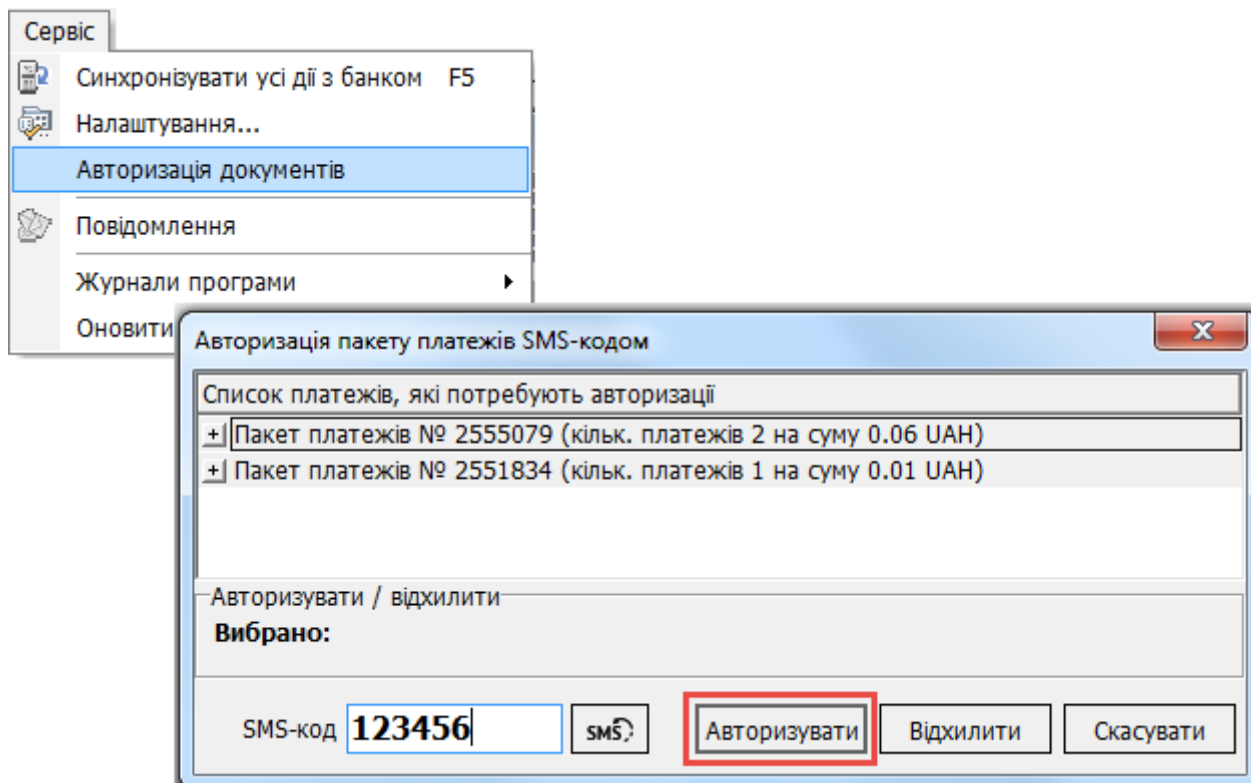 Сервіс
Синхронізувати усі дії з банком F5
Налаштування...
Авторизація документів
Повідомлення
Журнали програми
Оновити
Авторизація пакету платежів SMS-кодом
Список платежів, які потребують авторизації
Пакет платежів № 2555079 (кільк. платежів 2 на суму 0.06 UAH)
Пакет платежів № 2551834 (кільк. платежів 1 на суму 0.01 UAH)
Авторизувати / відхилити
Вибрано:
SMS-код 123456 SMS Авторизувати Відхилити Скасувати